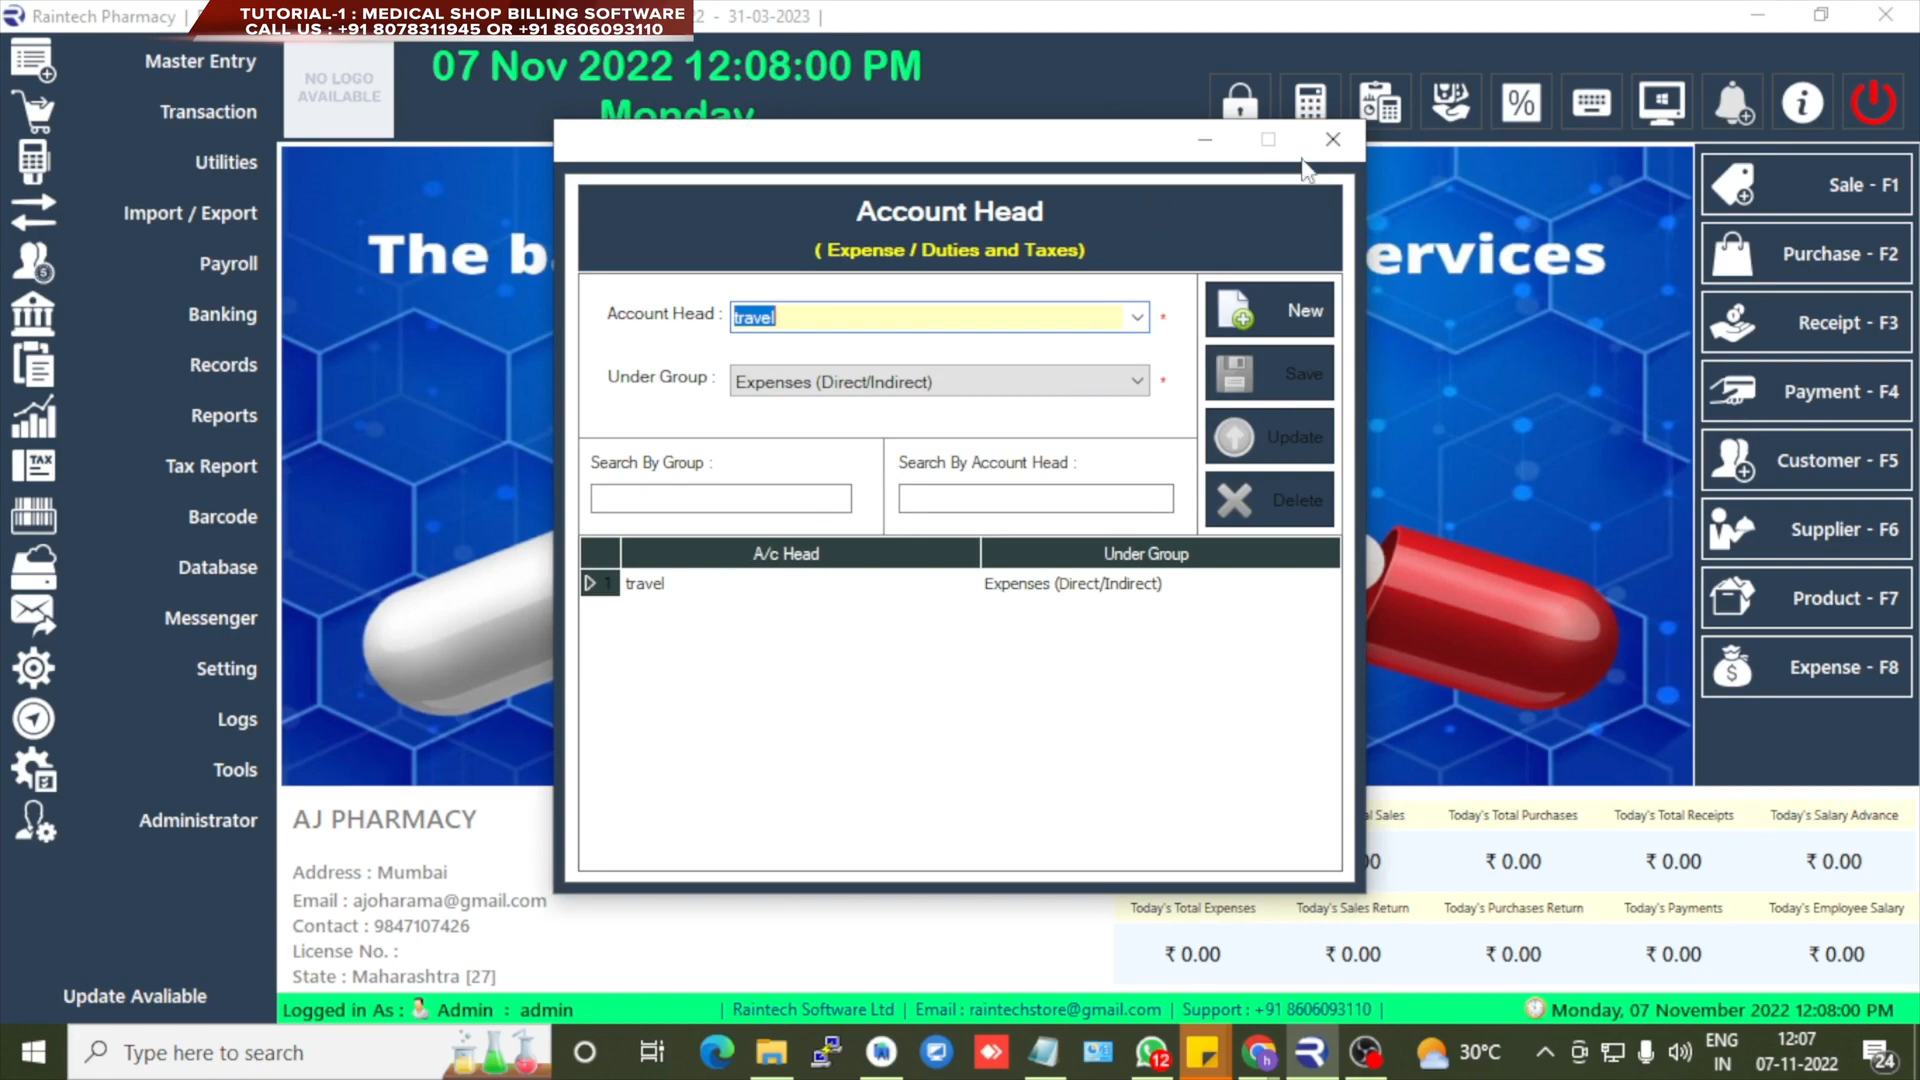 Raintech Pharmacy |
2 - 31-03-2023 |
TUTORIAL-1 : MEDICAL SHOP BILLING SOFTWARE
CALL US : +91 8078311945 OR +91 8606093110
Master Entry
Transaction
Utilities
Import / Export
Payroll
Banking
Records
Reports
Tax Report
TAX
Barcode
Database
Messenger
Setting
Logs
Tools
Administrator
Update Avaliable
NO LOGO
AVAILABLE
07 Nov 2022 12:08:00 PM
Monday
%
The b
ervices
Account Head
( Expense / Duties and Taxes)
Account Head :
travel
*
Under Group :
Expenses (Direct/Indirect)
*
New
Save
Update
Delete
Search By Group :
Search By Account Head :
A/c Head
Under Group
1
travel
Expenses (Direct/Indirect)
Sale - F1
Purchase - F2
Receipt - F3
Payment - F4
Customer - F5
Supplier - F6
Product - F7
Expense - F8
AJ PHARMACY
Address : Mumbai
Email : ajoharama@gmail.com
Contact : 9847107426
License No. :
State : Maharashtra [27]
al Sales
Today's Total Purchases
Today's Total Receipts
Today's Salary Advance
00
₹ 0.00
₹ 0.00
₹ 0.00
Today's Total Expenses
Today's Sales Return
Today's Purchases Return
Today's Payments
Today's Employee Salary
₹ 0.00
₹ 0.00
₹ 0.00
₹ 0.00
₹ 0.00
Logged in As : Admin : admin
| Raintech Software Ltd | Email : raintechstore@gmail.com | Support : +91 8606093110 |
Monday, 07 November 2022 12:08:00 PM
Type here to search
12
30°C
ENG
IN
12:07
07-11-2022
24